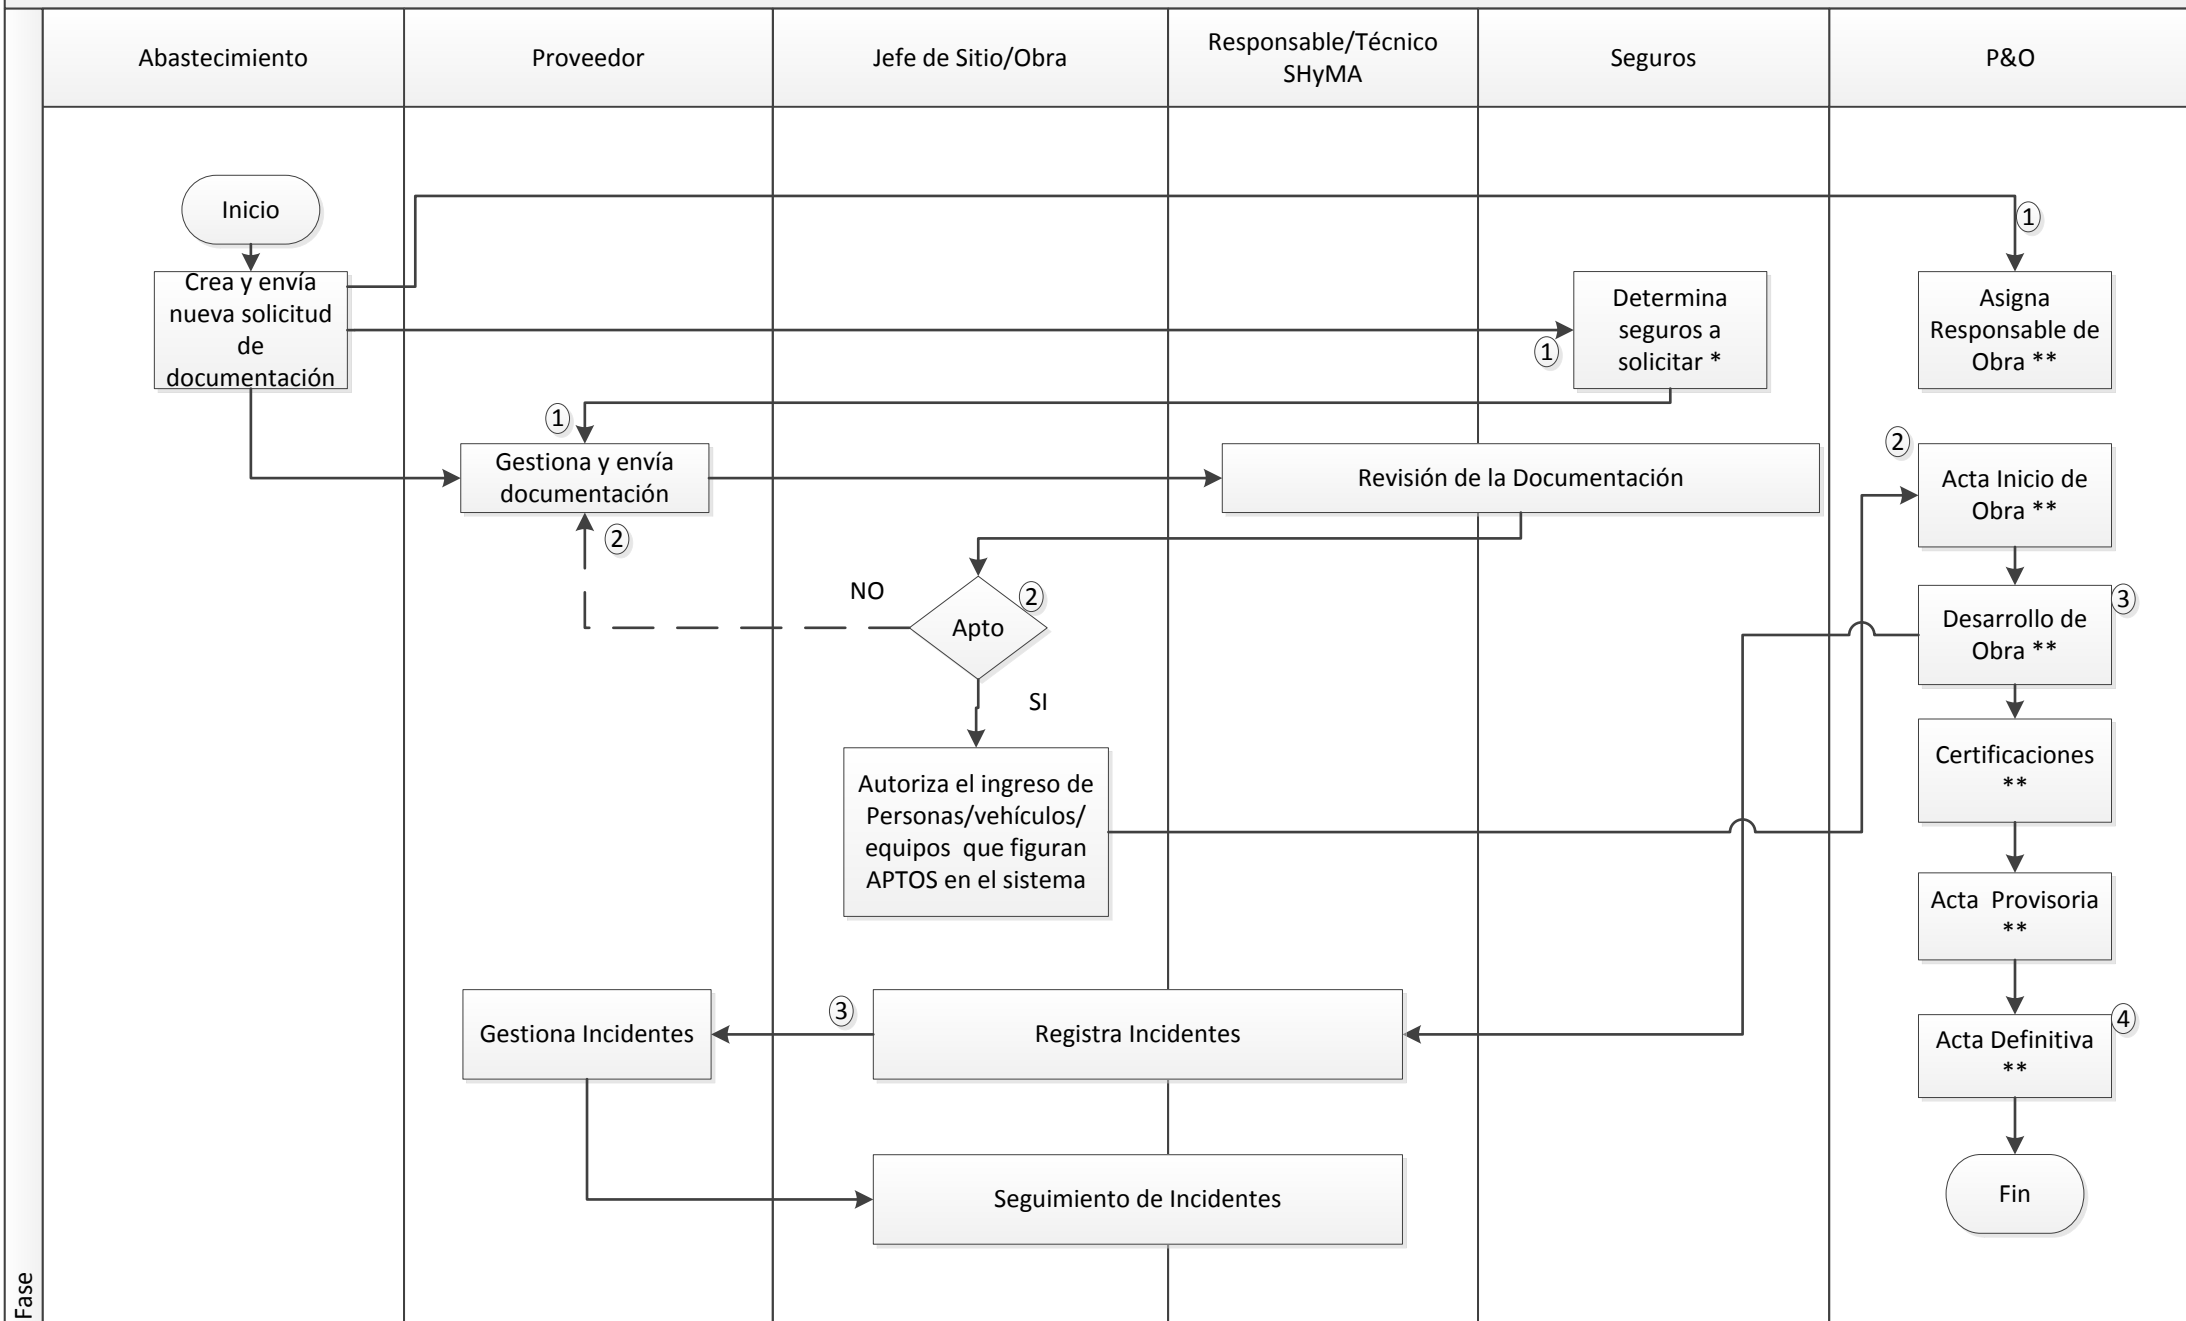 Abastecimiento
Proveedor
Jefe de Sitio/Obra
Responsable/Técnico
SHyMA
Seguros
P&O
Inicio
1
Crea y envía
nueva solicitud
de
documentación
Determina
seguros a
solicitar *
1
Asigna
Responsable de
Obra **
1
Gestiona y envía
documentación
2
Revisión de la Documentación
2
Acta Inicio de
Obra **
NO
Apto
2
SI
Desarrollo de
Obra **
3
Certificaciones
**
Autoriza el ingreso de
Personas/vehículos/
equipos que figuran
APTOS en el sistema
Acta Provisoria
**
Gestiona Incidentes
3
Registra Incidentes
Acta Definitiva
**
4
Seguimiento de Incidentes
Fin
Fase